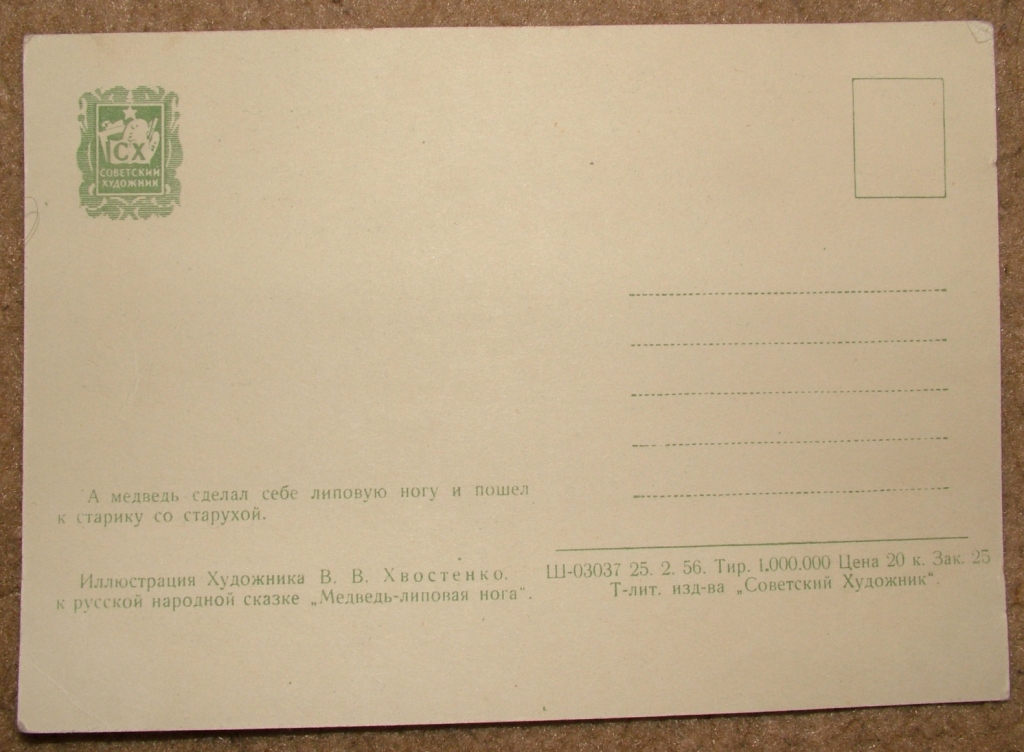 СХ
СОВЕТСКИЙ
ХУДОЖНИК
А медведь сделал себе липовую ногу и пошел
к старику со старухой.
Иллюстрация Художника В. В. Хвостенко.
к русской народной сказке „Медведь-липовая нога“.
Ш-03037 25. 2. 56. Тир. 1.000.000 Цена 20 к. Зак. 25
Т-лит. изд-ва „Советский Художник“.